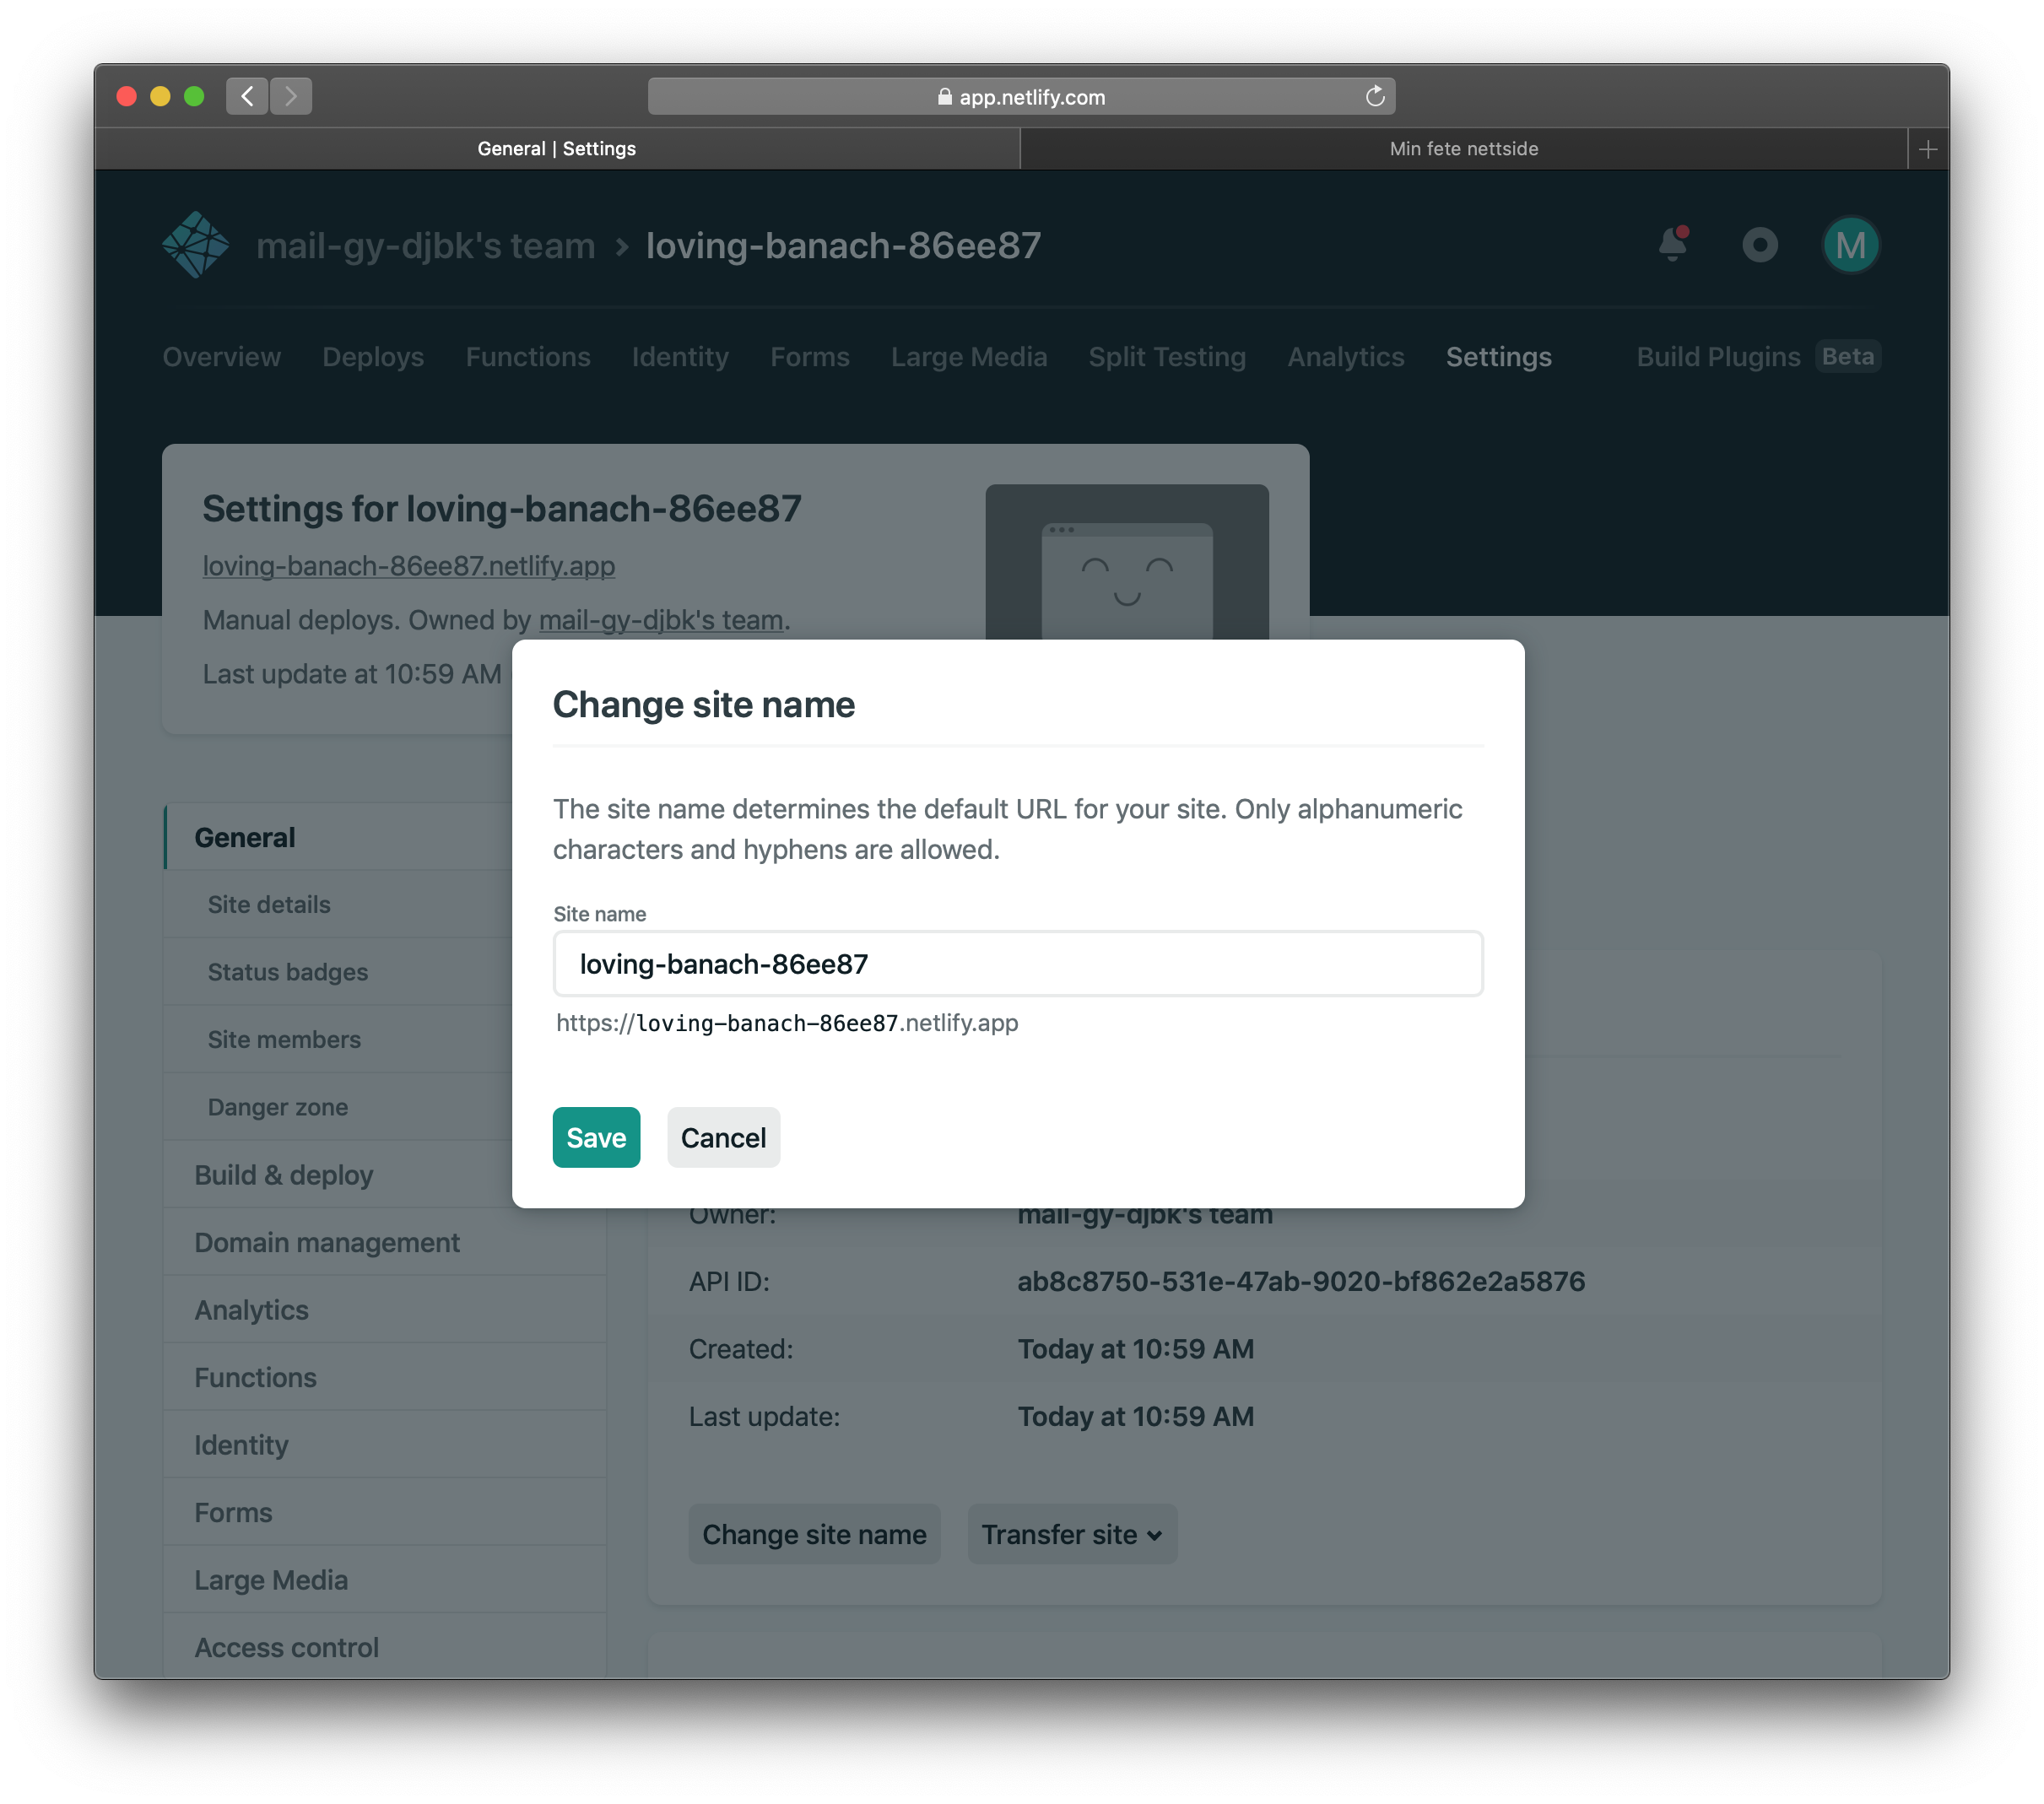 app.netlify.com
General | Settings
Min fete nettside
mail-gy-djbk's team > loving-banach-86ee87
M
Overview Deploys Functions Identity Forms Large Media Split Testing Analytics Settings Build Plugins Beta
Settings for loving-banach-86ee87
loving-banach-86ee87.netlify.app
Manual deploys. Owned by mail-gy-djbk's team.
Last update at 10:59 AM
Change site name
The site name determines the default URL for your site. Only alphanumeric
characters and hyphens are allowed.
Site name
loving-banach-86ee87
https://loving-banach-86ee87.netlify.app
Save Cancel
General
Site details
Status badges
Site members
Danger zone
Build & deploy
Domain management
Analytics
Functions
Identity
Forms
Large Media
Access control
Owner: mail-gy-djbk's team
API ID: ab8c8750-531e-47ab-9020-bf862e2a5876
Created: Today at 10:59 AM
Last update: Today at 10:59 AM
Change site name Transfer site